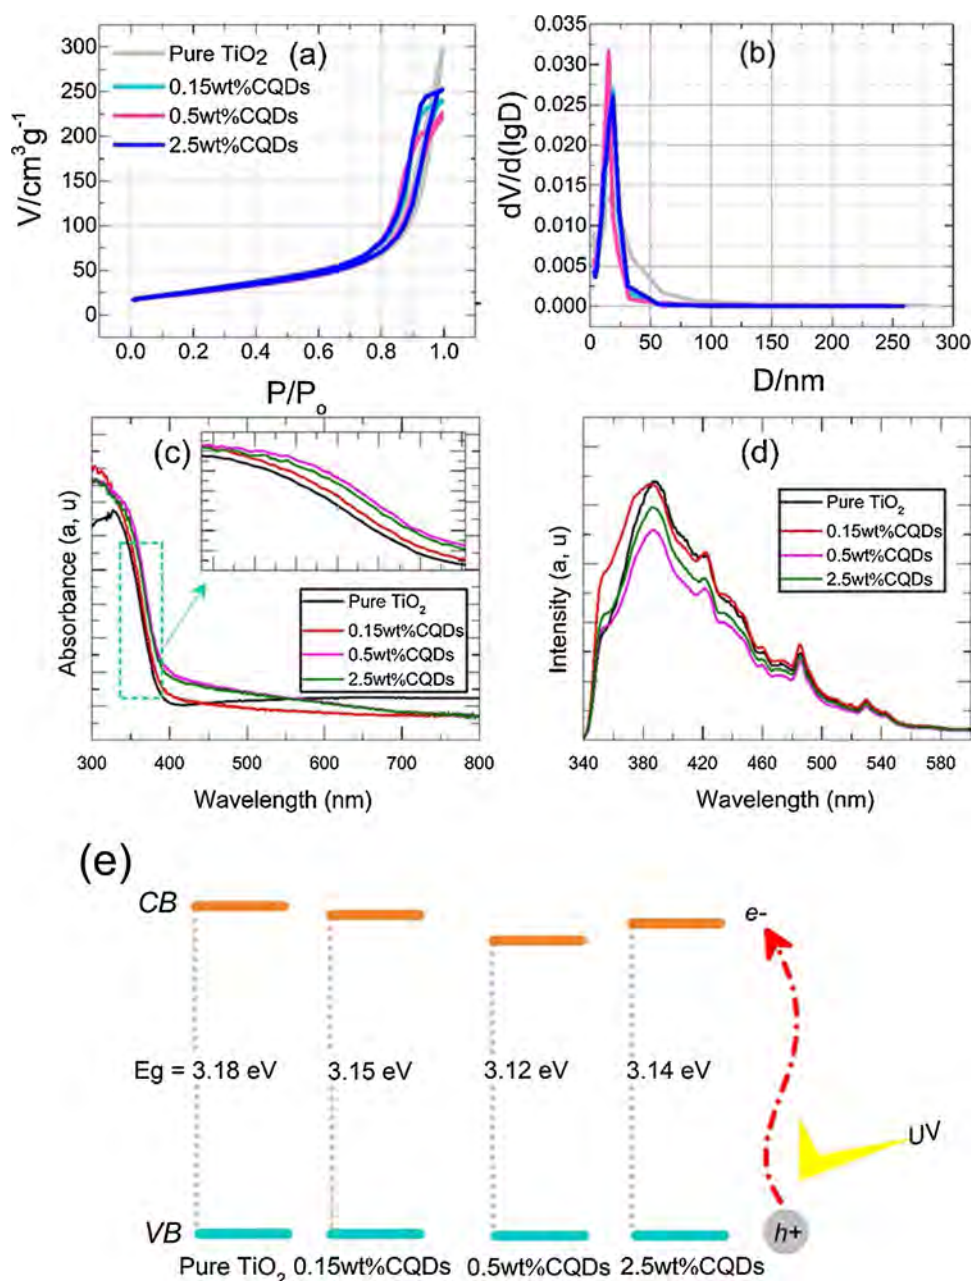 (a)
Pure TiO2
0.15wt%CQDs
0.5wt%CQDs
2.5wt%CQDs
V/cm³g⁻¹
300
250
200
150
100
50
0
0.0 0.2 0.4 0.6 0.8 1.0
P/Po
(b)
dV/d(lgD)
0.035
0.030
0.025
0.020
0.015
0.010
0.005
0.000
0 50 100 150 200 250 300
D/nm
(c)
Absorbance (a, u)
Pure TiO2
0.15wt%CQDs
0.5wt%CQDs
2.5wt%CQDs
300 400 500 600 700 800
Wavelength (nm)
(d)
Intensity (a, u)
Pure TiO2
0.15wt%CQDs
0.5wt%CQDs
2.5wt%CQDs
340 380 420 460 500 540 580
Wavelength (nm)
(e)
CB
e-
Eg = 3.18 eV 3.15 eV 3.12 eV 3.14 eV
UV
VB
h+
Pure TiO2 0.15wt%CQDs 0.5wt%CQDs 2.5wt%CQDs